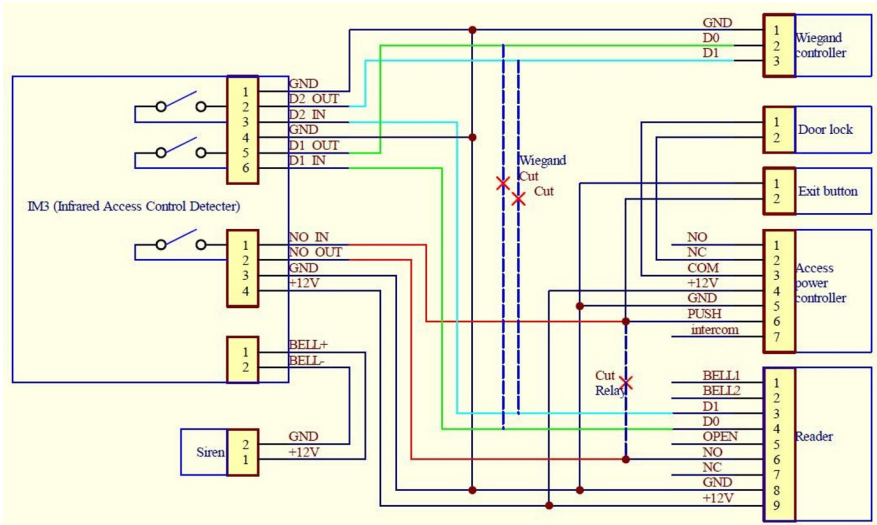 GND
D0
D1
1
2
3
Wiegand
controller
1
2
3
4
5
6
GND
D2 OUT
D2 IN
GND
D1 OUT
D1 IN
1
2
Door lock
Wiegand
Cut
Cut
1
2
Exit button
IM3 (Infrared Access Control Detecter)
1
2
3
4
NO IN
NO OUT
GND
+12V
NO
NC
COM
+12V
GND
PUSH
intercom
1
2
3
4
5
6
7
Access
power
controller
1
2
BELL+
BELL-
Cut
Relay
BELL1
BELL2
D1
D0
OPEN
NO
NC
GND
+12V
1
2
3
4
5
6
7
8
9
Reader
Siren
2
1
GND
+12V